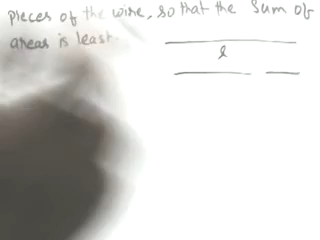 pieces of the wire, so that the sum of
areas is least.
l